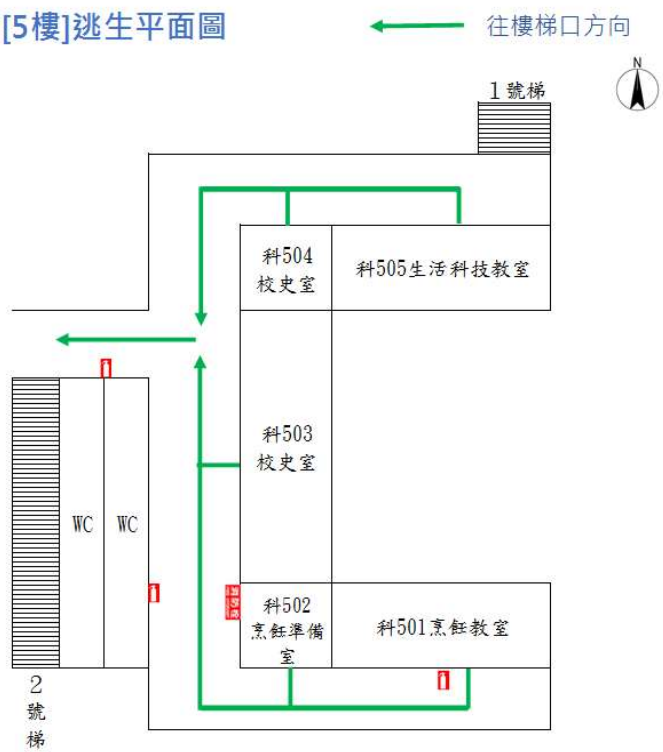 [5樓]逃生平面圖
往樓梯口方向
N
1號梯
科504
校史室
科505生活科技教室
科503
校史室
WC
WC
科502
烹飪準備
室
科501烹飪教室
2
號
梯